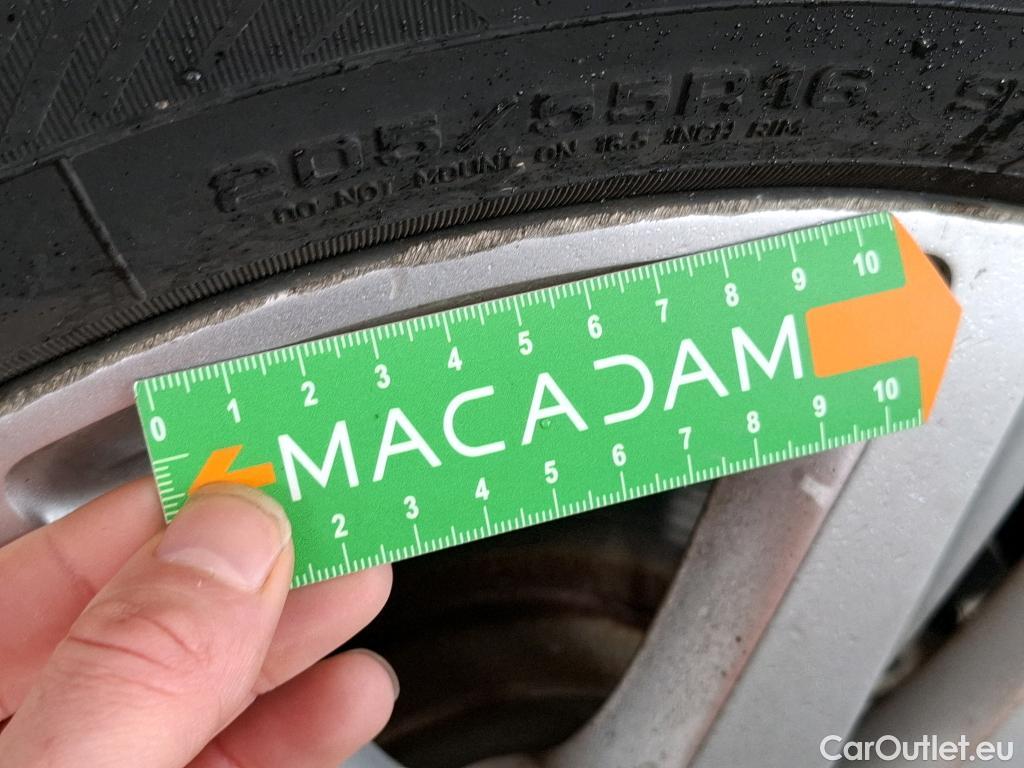 205/55R16 9
DO NOT MOUNT ON 16.5 INCH RIM
0 1 2 3 4 5 6 7 8 9 10
MACADAM
2 3 4 5 6 7 8 9 10
CarOutlet.eu